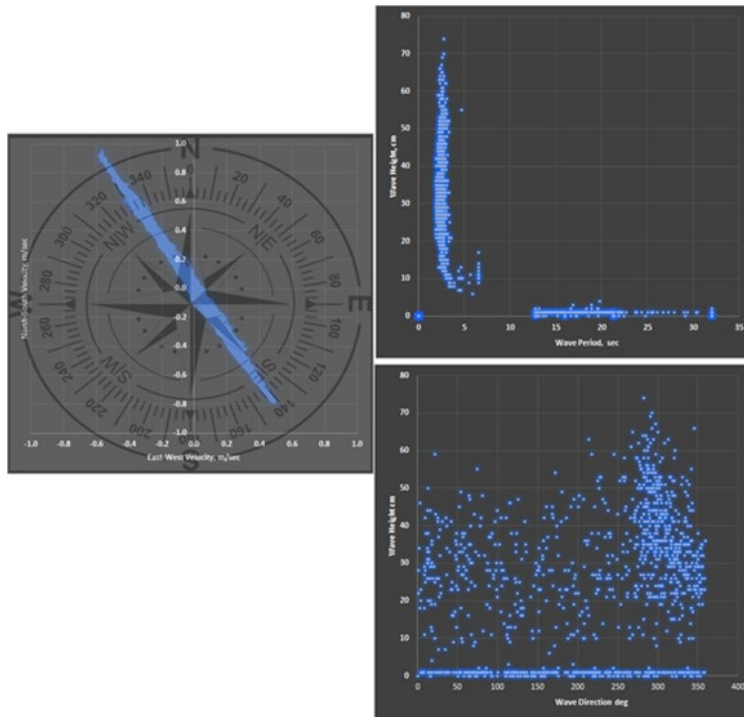 80
70
60
50
40
30
20
10
0
Wave Height, cm
0 5 10 15 20 25 30 35
Wave Period, sec
1.0
0.8
0.6
0.4
0.2
0.0
-0.2
-0.4
-0.6
-0.8
-1.0
North-South Velocity, m/sec
N
0
20
40
60
80
E
100
120
140
160
S
200
220
240
260
W
280
300
320
340
N|W
N|E
S|W
-1.0 -0.8 -0.6 -0.4 -0.2 0.0 0.2 0.4 0.6 0.8 1.0
East-West Velocity, m/sec
80
70
60
50
40
30
20
10
0
Wave Height cm
0 50 100 150 200 250 300 350 400
Wave Direction deg